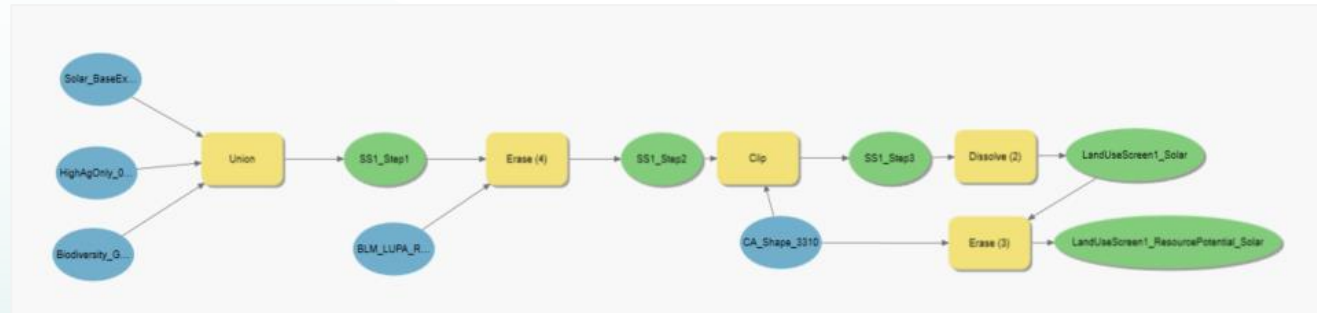 Solar_BaseEx...
HighAgOnly_0...
Biodiversity_G...
Union
SS1_Step1
BLM_LUPA_R...
Erase (4)
SS1_Step2
Clip
CA_Shape_3310
SS1_Step3
Dissolve (2)
LandUseScreen1_Solar
Erase (3)
LandUseScreen1_ResourcePotential_Solar